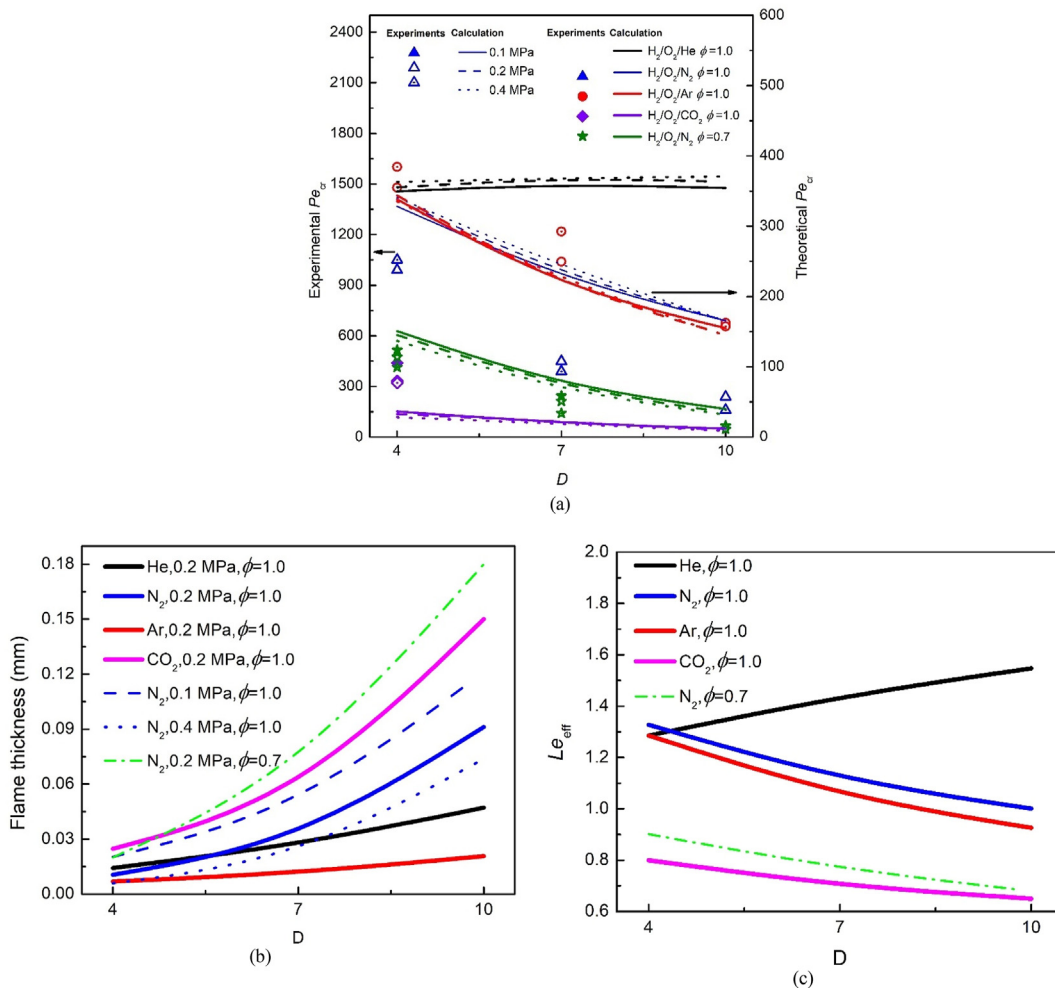 2400
2100
1800
1500
1200
900
600
300
0
Experimental Pe_cr
600
500
400
300
200
100
0
Theoretical Pe_cr
Experiments Calculation Experiments Calculation
0.1 MPa
0.2 MPa
0.4 MPa
H₂/O₂/He ϕ=1.0
H₂/O₂/N₂ ϕ=1.0
H₂/O₂/Ar ϕ=1.0
H₂/O₂/CO₂ ϕ=1.0
H₂/O₂/N₂ ϕ=0.7
4 7 10
D
(a)
0.18
0.15
0.12
0.09
0.06
0.03
0.00
Flame thickness (mm)
He,0.2 MPa,ϕ=1.0
N₂,0.2 MPa,ϕ=1.0
Ar,0.2 MPa,ϕ=1.0
CO₂,0.2 MPa,ϕ=1.0
N₂,0.1 MPa,ϕ=1.0
N₂,0.4 MPa,ϕ=1.0
N₂,0.2 MPa,ϕ=0.7
4 7 10
D
(b)
2.0
1.8
1.6
1.4
1.2
1.0
0.8
0.6
Le_eff
He,ϕ=1.0
N₂,ϕ=1.0
Ar,ϕ=1.0
CO₂,ϕ=1.0
N₂,ϕ=0.7
4 7 10
D
(c)